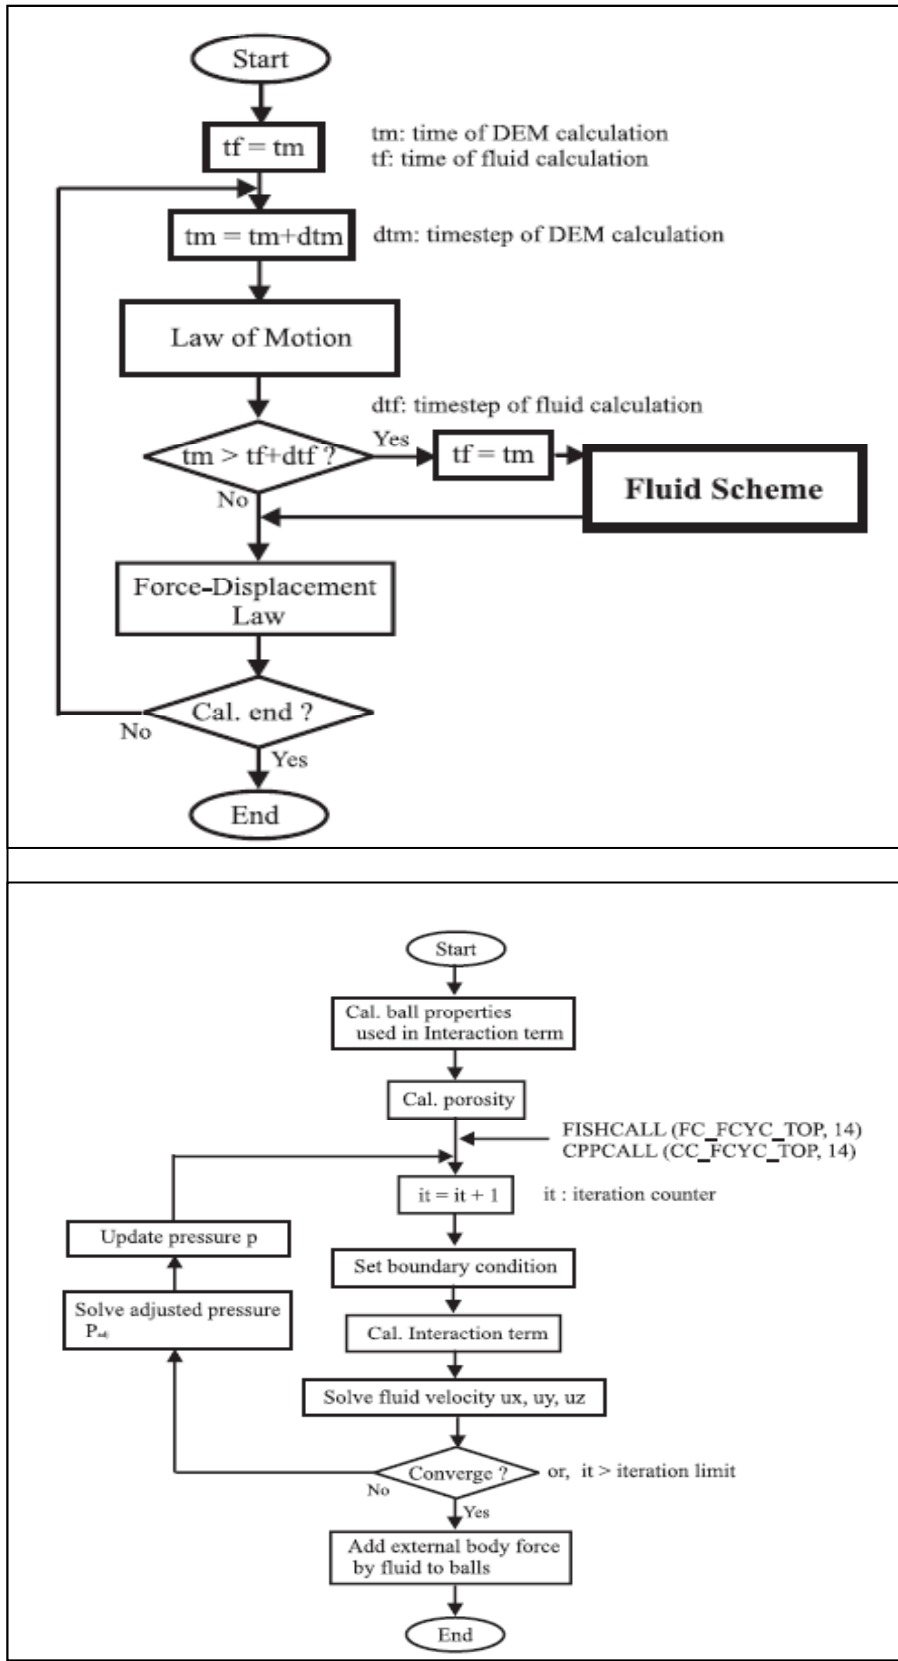 Start
tf = tm
tm: time of DEM calculation
tf: time of fluid calculation
tm = tm+dtm
dtm: timestep of DEM calculation
Law of Motion
dtf: timestep of fluid calculation
tm > tf+dtf ?
Yes
tf = tm
Fluid Scheme
No
Force-Displacement
Law
Cal. end ?
No
Yes
End
Start
Cal. ball properties
used in Interaction term
Cal. porosity
FISHCALL (FC_FCYC_TOP, 14)
CPPCALL (CC_FCYC_TOP, 14)
it = it + 1
it : iteration counter
Update pressure p
Set boundary condition
Solve adjusted pressure
Padj
Cal. Interaction term
Solve fluid velocity ux, uy, uz
Converge ?
or, it > iteration limit
No
Yes
Add external body force
by fluid to balls
End